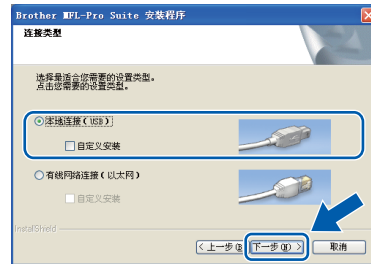 Brother MFL-Pro Suite 安装程序
连接类型
选择最适合您需要的设置类型。
点击您需要的设置类型。
本地连接(USB)
自定义安装
有线网络连接(以太网)
自定义安装
InstallShield
<上一步(B) 下一步(N) > 取消